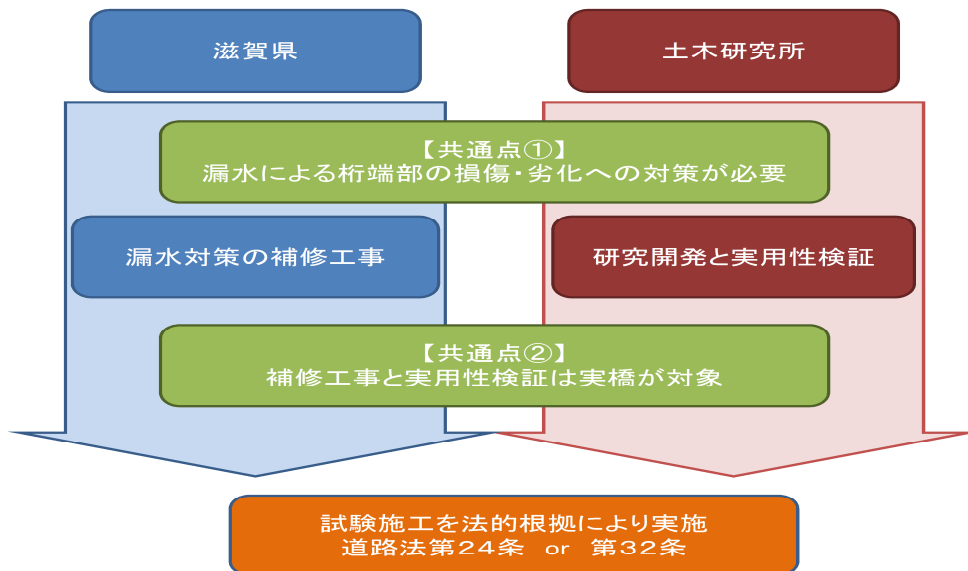 滋賀県
土木研究所
【共通点①】
漏水による桁端部の損傷・劣化への対策が必要
漏水対策の補修工事
研究開発と実用性検証
【共通点②】
補修工事と実用性検証は実橋が対象
試験施工を法的根拠により実施
道路法第24条 or 第32条